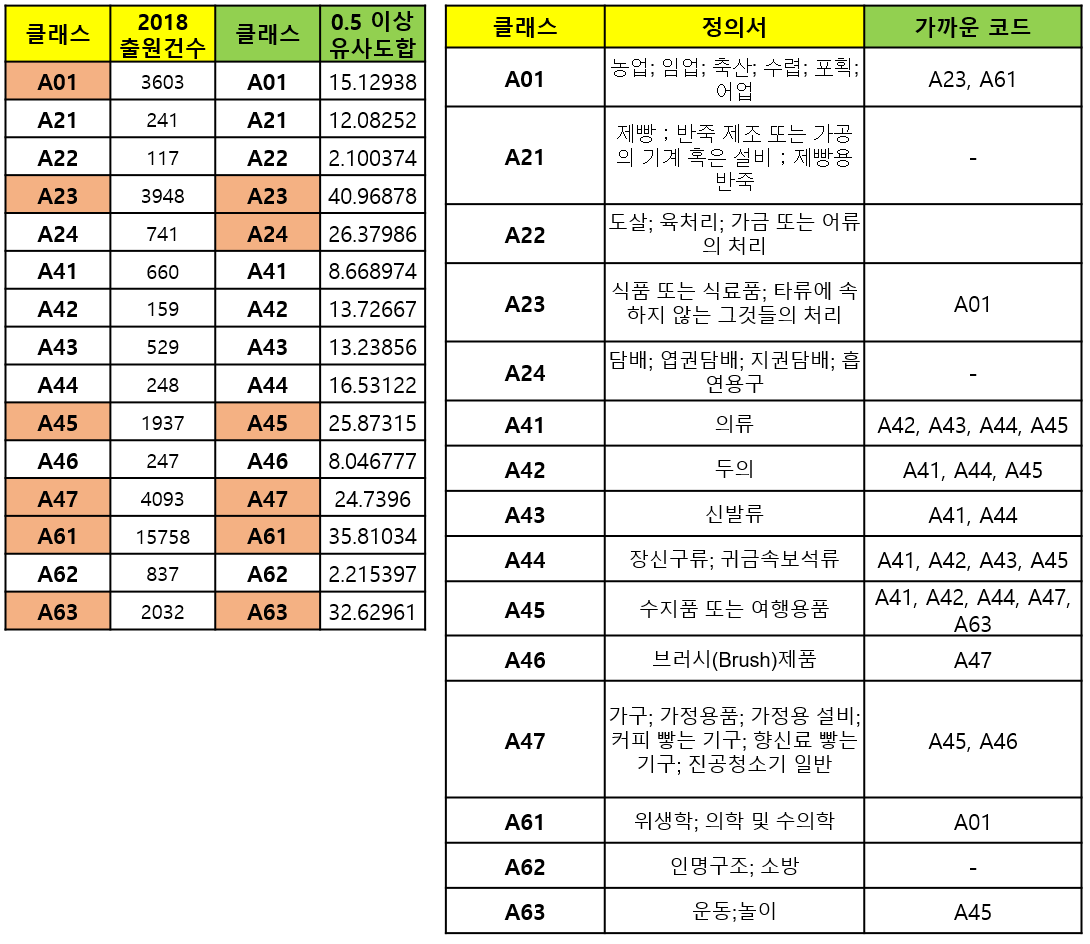 클래스 2018 출원건수 클래스 0.5 이상 유사도합
A01 3603 A01 15.12938
A21 241 A21 12.08252
A22 117 A22 2.100374
A23 3948 A23 40.96878
A24 741 A24 26.37986
A41 660 A41 8.668974
A42 159 A42 13.72667
A43 529 A43 13.23856
A44 248 A44 16.53122
A45 1937 A45 25.87315
A46 247 A46 8.046777
A47 4093 A47 24.7396
A61 15758 A61 35.81034
A62 837 A62 2.215397
A63 2032 A63 32.62961
클래스 정의서 가까운 코드
A01 농업; 임업; 축산; 수렵; 포획;
어업 A23, A61
A21 제빵 ; 반죽 제조 또는 가공
의 기계 혹은 설비 ; 제빵용
반죽 -
A22 도살; 육처리; 가금 또는 어류
의 처리
A23 식품 또는 식료품; 타류에 속
하지 않는 그것들의 처리 A01
A24 담배; 엽권담배; 지권담배; 흡
연용구 -
A41 의류 A42, A43, A44, A45
A42 두의 A41, A44, A45
A43 신발류 A41, A44
A44 장신구류; 귀금속보석류 A41, A42, A43, A45
A45 수지품 또는 여행용품 A41, A42, A44, A47,
A63
A46 브러시(Brush)제품 A47
A47 가구; 가정용품; 가정용 설비;
커피 빻는 기구; 향신료 빻는
기구; 진공청소기 일반 A45, A46
A61 위생학; 의학 및 수의학 A01
A62 인명구조; 소방 -
A63 운동;놀이 A45